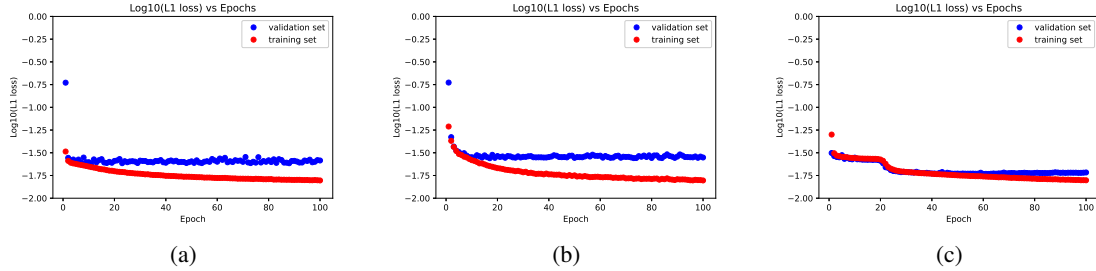 Log10(L1 loss) vs Epochs
0.00
−0.25
−0.50
−0.75
−1.00
−1.25
−1.50
−1.75
−2.00
Log10(L1 loss)
validation set
training set
0 20 40 60 80 100
Epoch
(a)
Log10(L1 loss) vs Epochs
0.00
−0.25
−0.50
−0.75
−1.00
−1.25
−1.50
−1.75
−2.00
Log10(L1 loss)
validation set
training set
0 20 40 60 80 100
Epoch
(b)
Log10(L1 loss) vs Epochs
0.00
−0.25
−0.50
−0.75
−1.00
−1.25
−1.50
−1.75
−2.00
Log10(L1 loss)
validation set
training set
0 20 40 60 80 100
Epoch
(c)